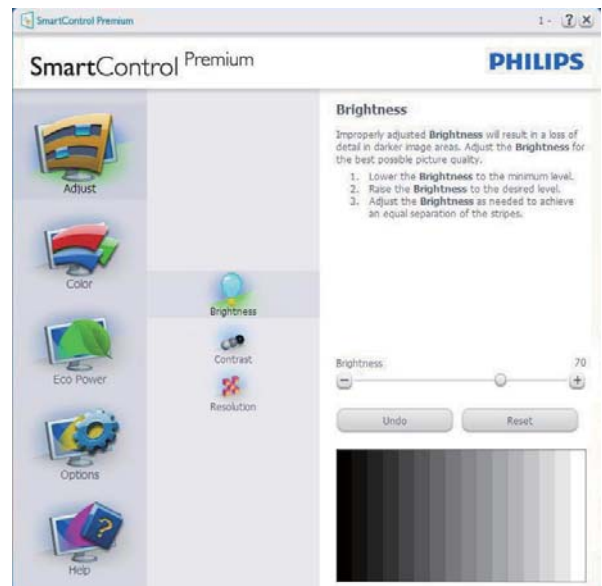 SmartControl Premium
1 - ? X
SmartControl Premium
PHILIPS
Adjust
Color
Eco Power
Options
Help
Brightness
Contrast
Resolution
Brightness
Improperly adjusted Brightness will result in a loss of
detail in darker image areas. Adjust the Brightness for
the best possible picture quality.
1. Lower the Brightness to the minimum level.
2. Raise the Brightness to the desired level.
3. Adjust the Brightness as needed to achieve
an equal separation of the stripes.
Brightness 70
Undo Reset